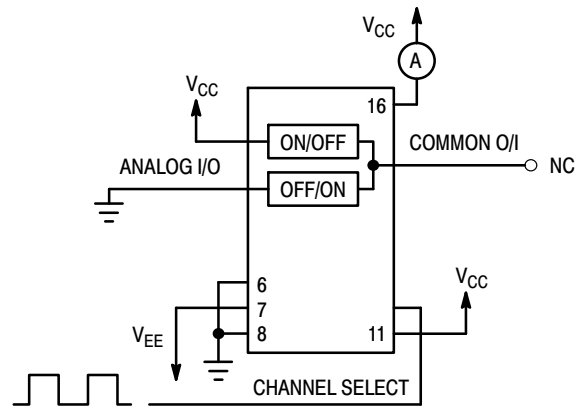 VCC
A
VCC
16
ON/OFF
COMMON O/I
NC
ANALOG I/O
OFF/ON
VCC
6
7
VEE
8
11
CHANNEL SELECT